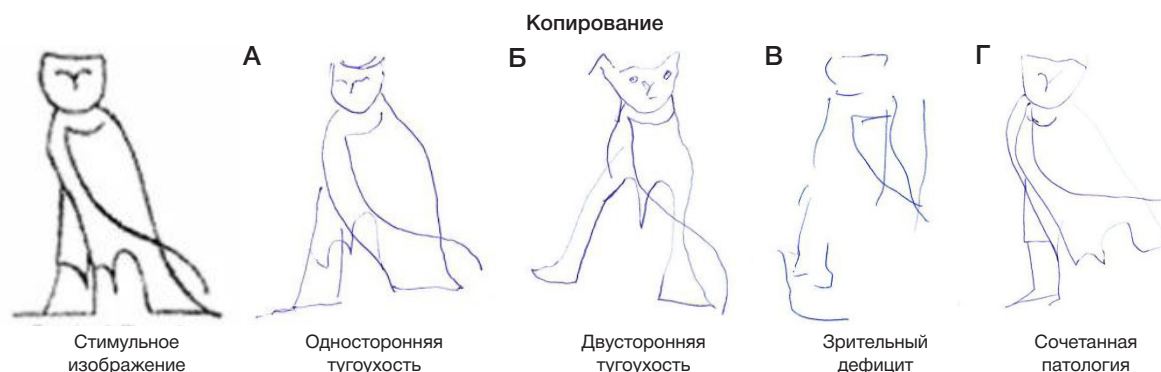 Копирование
А
Б
В
Г
Стимульное
изображение
Односторонняя
тугоухость
Двусторонняя
тугоухость
Зрительный
дефицит
Сочетанная
патология